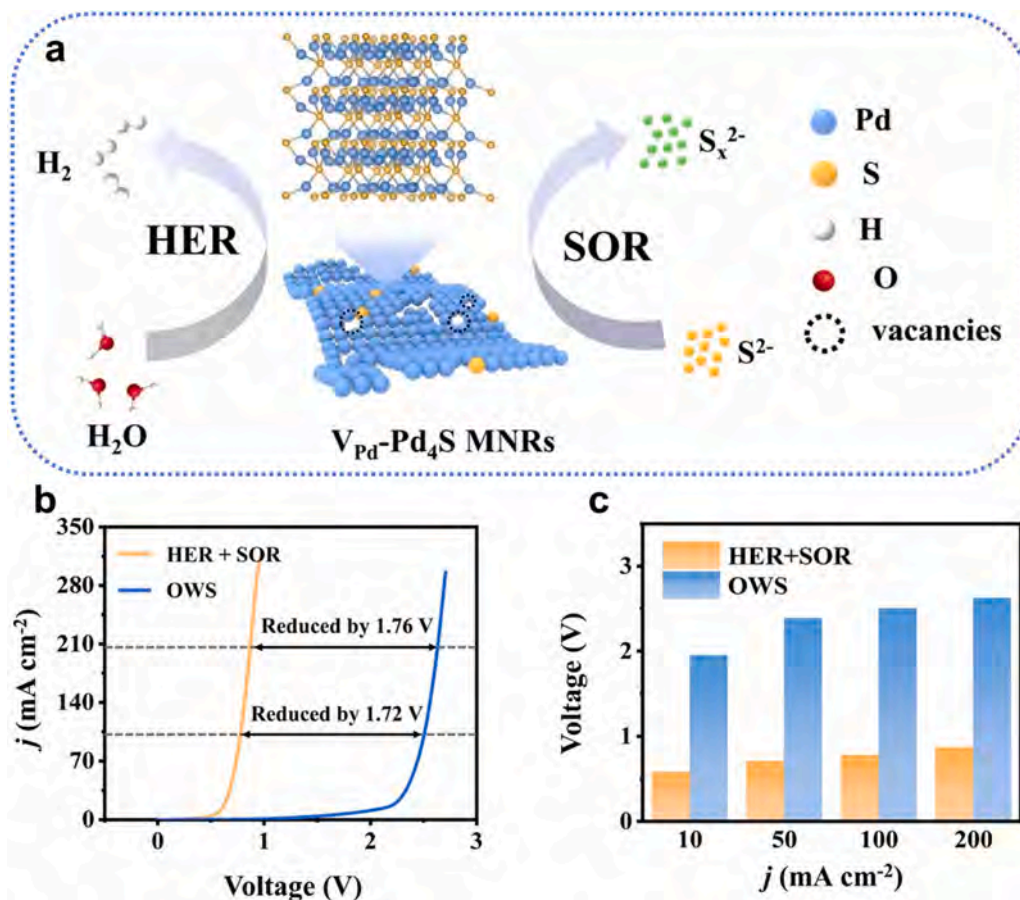 a
H₂
HER
H₂O
V_Pd-Pd₄S MNRs
Sₓ²⁻
SOR
S²⁻
Pd
S
H
O
vacancies
b
350
280
210
140
70
0
j (mA cm⁻²)
HER + SOR
OWS
Reduced by 1.76 V
Reduced by 1.72 V
0 1 2 3
Voltage (V)
c
3
2
1
0
Voltage (V)
HER+SOR
OWS
10 50 100 200
j (mA cm⁻²)